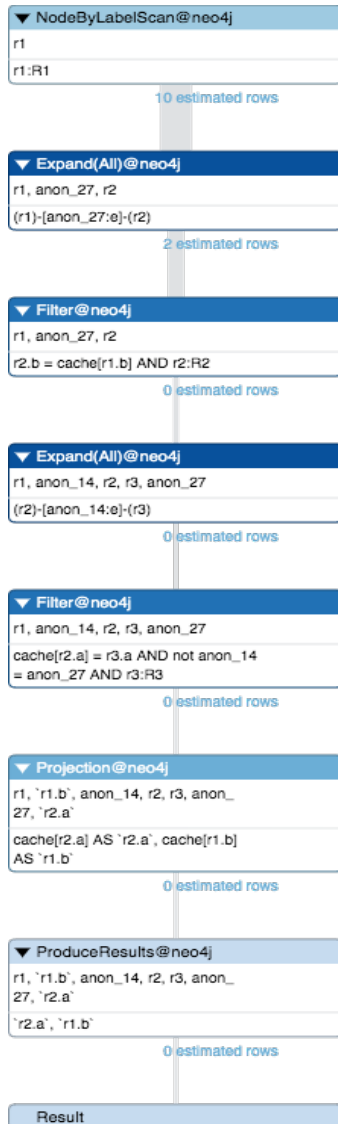 ▼ NodeByLabelScan@neo4j
r1
r1:R1
10 estimated rows
▼ Expand(All)@neo4j
r1, anon_27, r2
(r1)-[anon_27:e]-(r2)
2 estimated rows
▼ Filter@neo4j
r1, anon_27, r2
r2.b = cache[r1.b] AND r2:R2
0 estimated rows
▼ Expand(All)@neo4j
r1, anon_14, r2, r3, anon_27
(r2)-[anon_14:e]-(r3)
0 estimated rows
▼ Filter@neo4j
r1, anon_14, r2, r3, anon_27
cache[r2.a] = r3.a AND not anon_14
= anon_27 AND r3:R3
0 estimated rows
▼ Projection@neo4j
r1, `r1.b`, anon_14, r2, r3, anon_
27, `r2.a`
cache[r2.a] AS `r2.a`, cache[r1.b]
AS `r1.b`
0 estimated rows
▼ ProduceResults@neo4j
r1, `r1.b`, anon_14, r2, r3, anon_
27, `r2.a`
`r2.a`, `r1.b`
0 estimated rows
Result